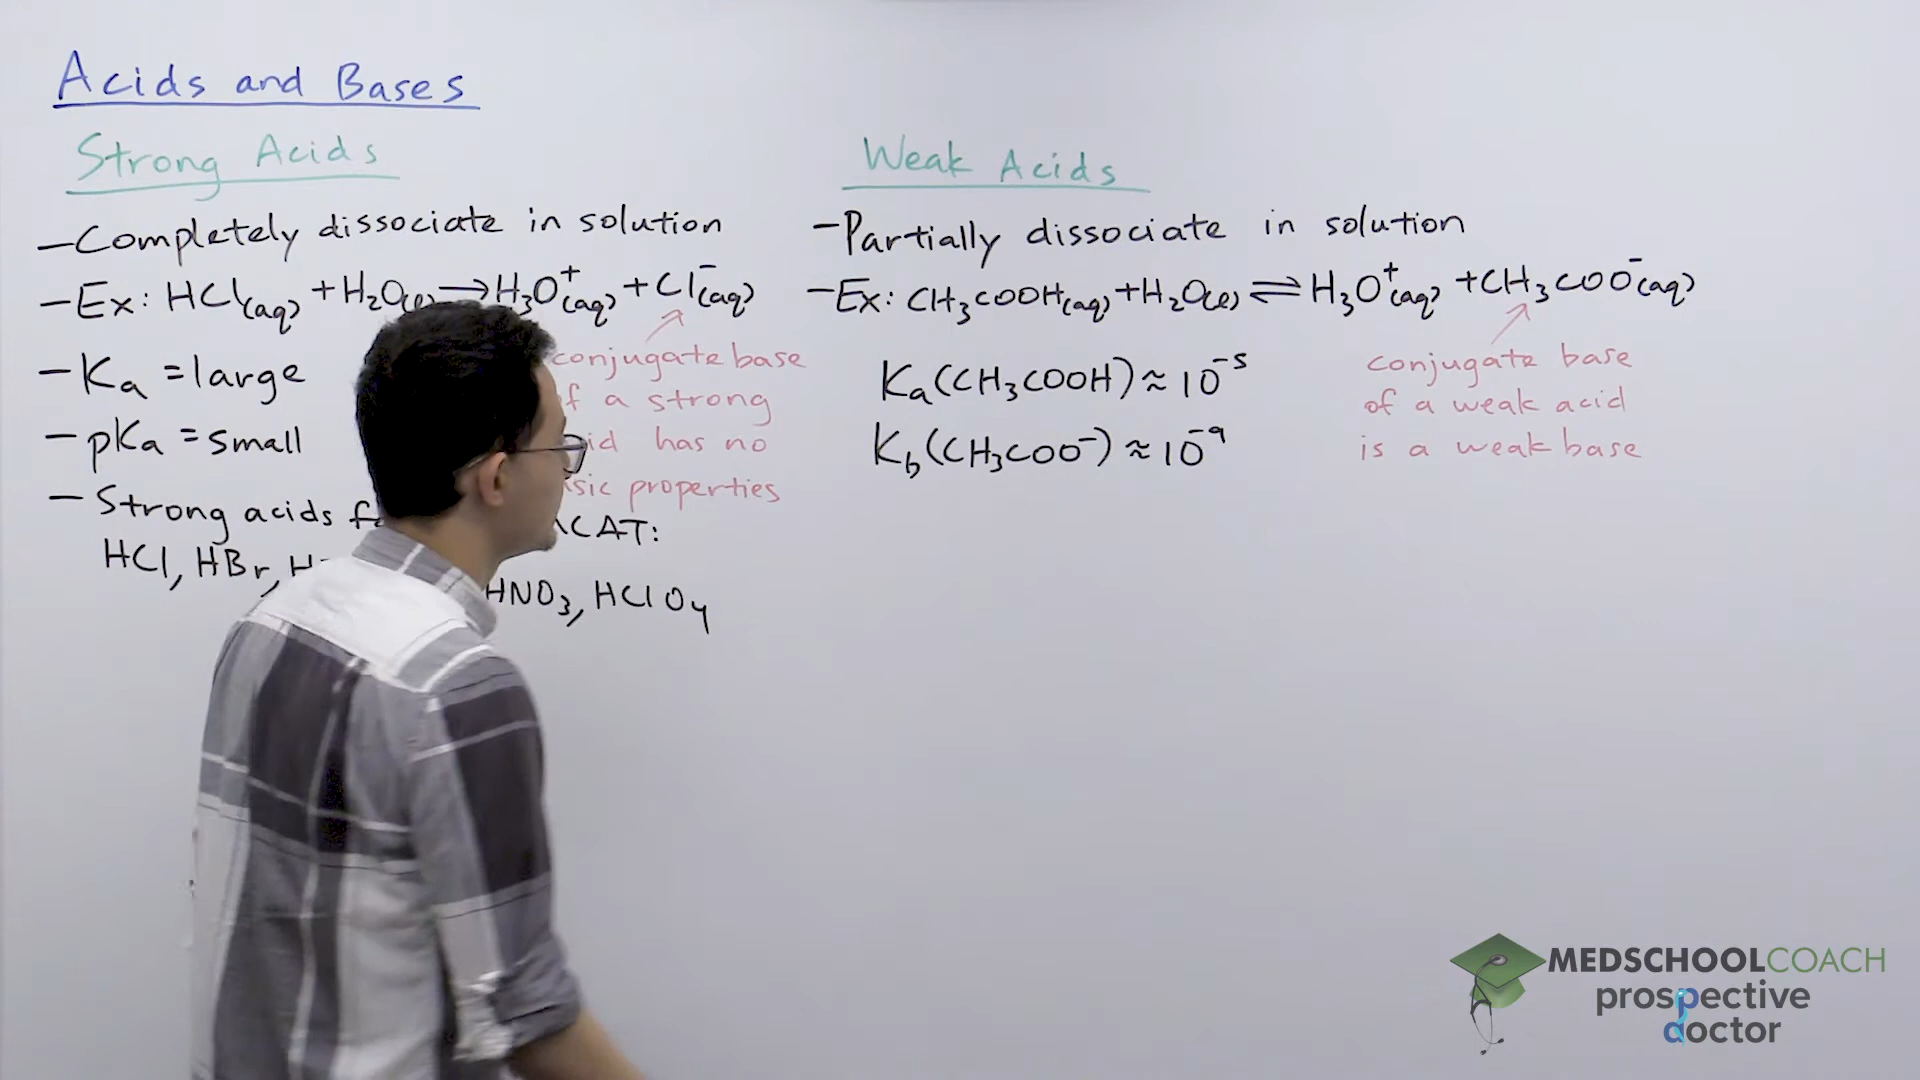 Acids and Bases
Strong Acids
— Completely dissociate in solution
— Ex: HCl(aq) + H₂O(l) → H₃O⁺(aq) + Cl⁻(aq)
— Ka = large
— pKa = small
conjugate base
a strong
has no
properties
— Strong acids
CAT:
HCl, HBr,
HNO₃, HClO₄
Weak Acids
— Partially dissociate in solution
— Ex: CH₃COOH(aq) + H₂O(l) ⇌ H₃O⁺(aq) + CH₃COO⁻(aq)
Ka(CH₃COOH) ≈ 10⁻⁵
Kb(CH₃COO⁻) ≈ 10⁻⁹
conjugate base
of a weak acid
is a weak base
MEDSCHOOLCOACH
prospective
doctor